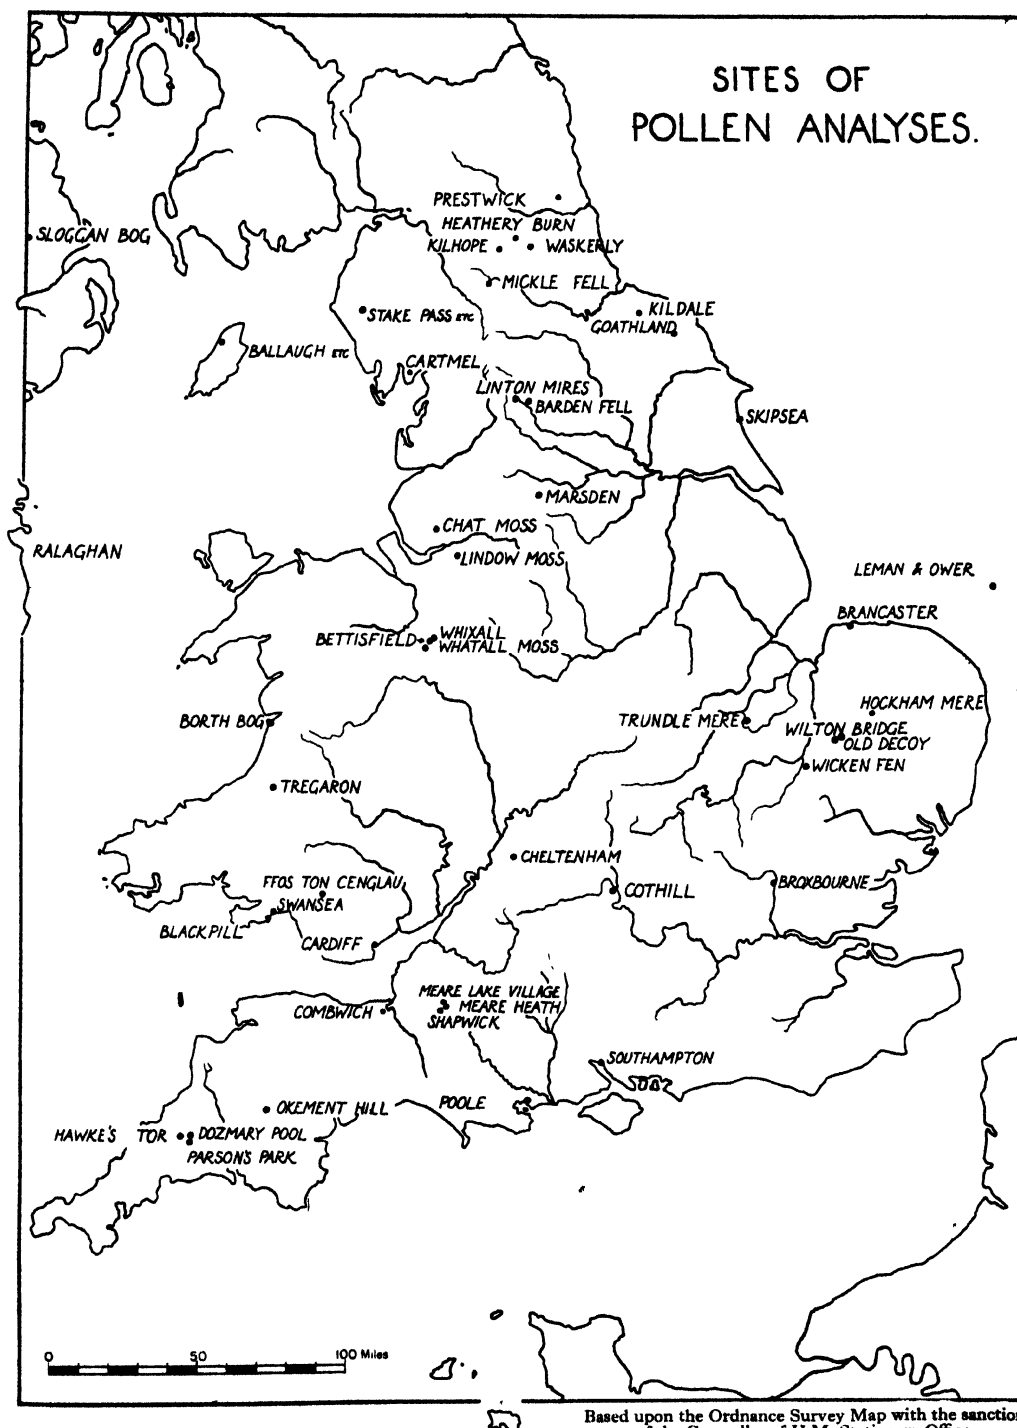 SITES OF
POLLEN ANALYSES.
PRESTWICK
HEATHERY BURN
SLOGGAN BOG
KILHOPE
WASKERLY
MICKLE FELL
STAKE PASS ETC
KILDALE
GOATHLAND
BALLAUGH ETC
CARTMEL
LINTON MIRES
BARDEN FELL
SKIPSEA
MARSDEN
CHAT MOSS
RALAGHAN
LINDOW MOSS
LEMAN & OWER
BRANCASTER
BETTISFIELD
WHIXALL
WHATALL MOSS
HOCKHAM MERE
BORTH BOG
TRUNDLE MERE
WILTON BRIDGE
OLD DECOY
WICKEN FEN
TREGARON
CHELTENHAM
FFOS TON CENGLAU
COTHILL
BROXBOURNE
SWANSEA
BLACKPILL
CARDIFF
MEARE LAKE VILLAGE
COMBWICH
MEARE HEATH
SHAPWICK
SOUTHAMPTON
OKEMENT HILL
POOLE
HAWKE'S TOR
DOZMARY POOL
PARSON'S PARK
0 50 100 Miles
Based upon the Ordnance Survey Map with the sanction